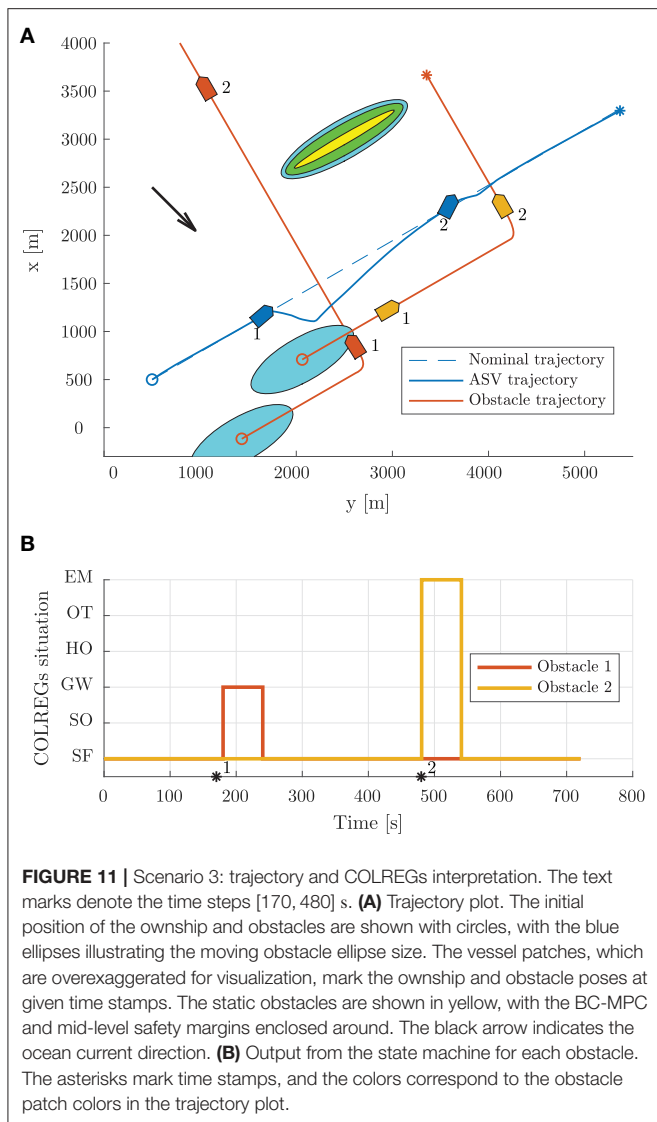 A
4000
3500
3000
2500
2000
1500
1000
500
0
x [m]
2
2
2
1
1
1
Nominal trajectory
ASV trajectory
Obstacle trajectory
0 1000 2000 3000 4000 5000
y [m]
B
EM
OT
HO
GW
SO
SF
COLREGs situation
Obstacle 1
Obstacle 2
1
2
0 100 200 300 400 500 600 700 800
Time [s]
FIGURE 11 | Scenario 3: trajectory and COLREGs interpretation. The text
marks denote the time steps [170, 480] s. (A) Trajectory plot. The initial
position of the ownship and obstacles are shown with circles, with the blue
ellipses illustrating the moving obstacle ellipse size. The vessel patches, which
are overexaggerated for visualization, mark the ownship and obstacle poses at
given time stamps. The static obstacles are shown in yellow, with the BC-MPC
and mid-level safety margins enclosed around. The black arrow indicates the
ocean current direction. (B) Output from the state machine for each obstacle.
The asterisks mark time stamps, and the colors correspond to the obstacle
patch colors in the trajectory plot.